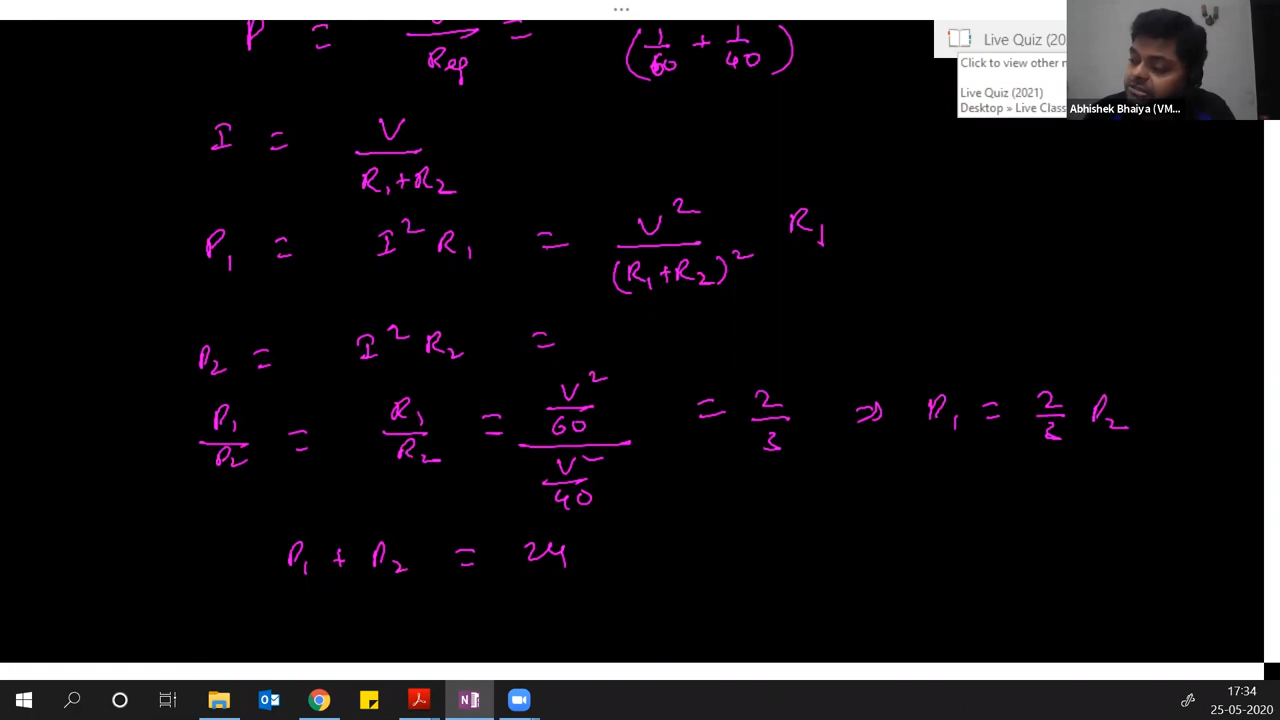 ...
Live Quiz (20
Click to view other r
Live Quiz (2021)
Desktop » Live Class
Abhishek Bhaiya (VM...
P = / Req = (1/60 + 1/40)
I = V / R₁+R₂
P₁ = I² R₁ = V² / (R₁+R₂)² R₁
P₂ = I² R₂ =
P₁/P₂ = R₁/R₂ = V²/60 / V²/40 = 2/3 ⇒ P₁ = 2/3 P₂
P₁ + P₂ = 24
17:34
25-05-2020